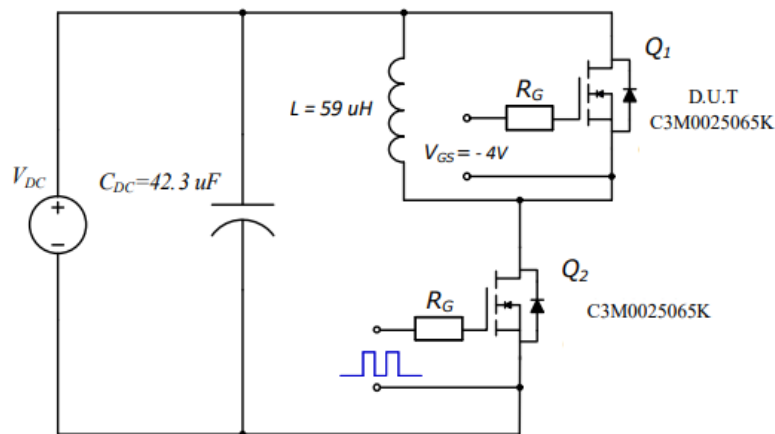 Q1
RG
D.U.T
C3M0025065K
L = 59 uH
VGS = - 4V
VDC
CDC=42.3 uF
+
−
Q2
RG
C3M0025065K